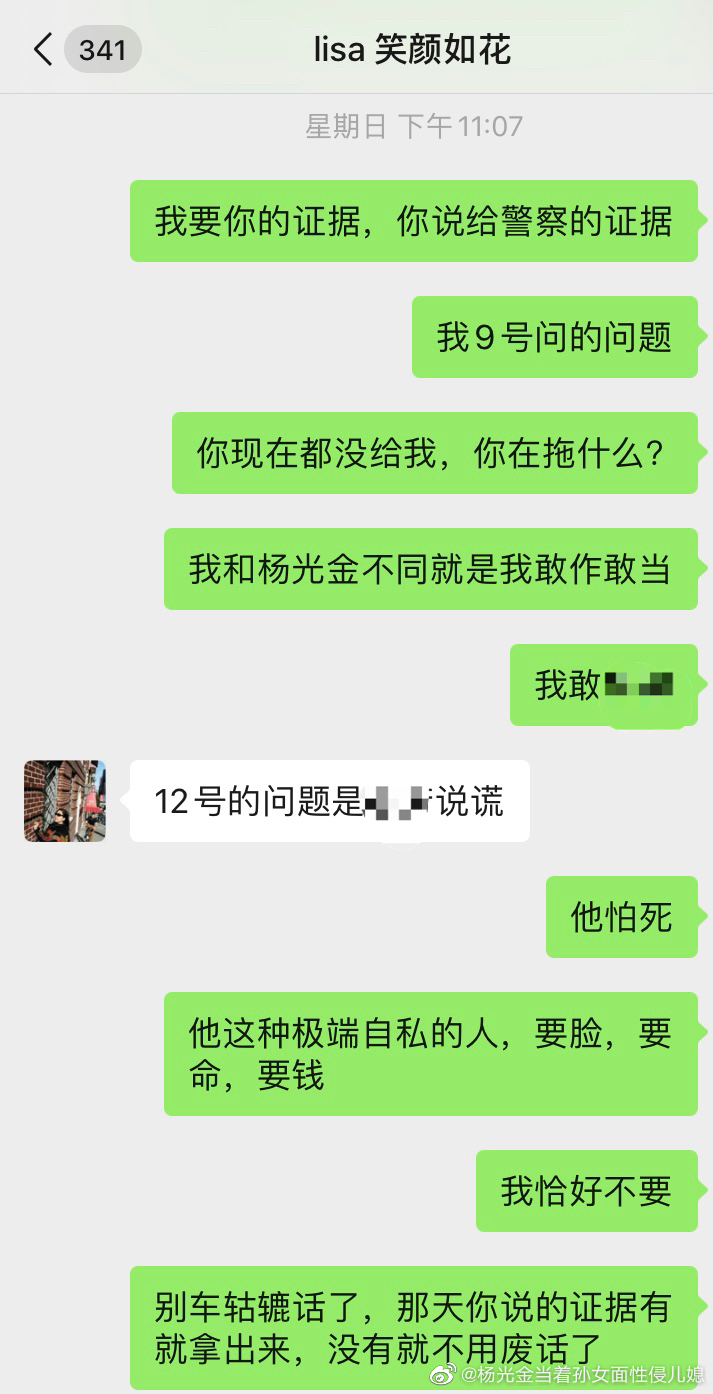 341
lisa 笑颜如花
星期日 下午11:07
我要你的证据，你说给警察的证据
我9号问的问题
你现在都没给我，你在拖什么？
我和杨光金不同就是我敢作敢当
我敢
12号的问题是说谎
他怕死
他这种极端自私的人，要脸，要
命，要钱
我恰好不要
别车轱辘话了，那天你说的证据有
就拿出来，没有就不用废话了
@杨光金当着孙女面性侵儿媳